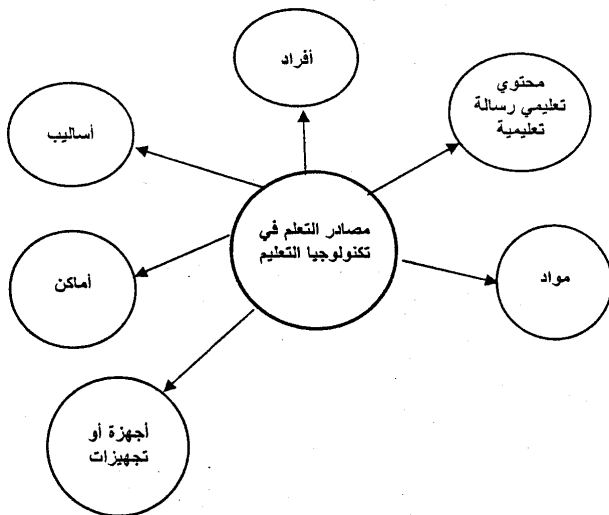 أفراد
محتوي
تعليمي رسالة
تعليمية
أساليب
مصادر التعلم في
تكنولوجيا التعليم
مواد
أماكن
أجهزة أو
تجهيزات